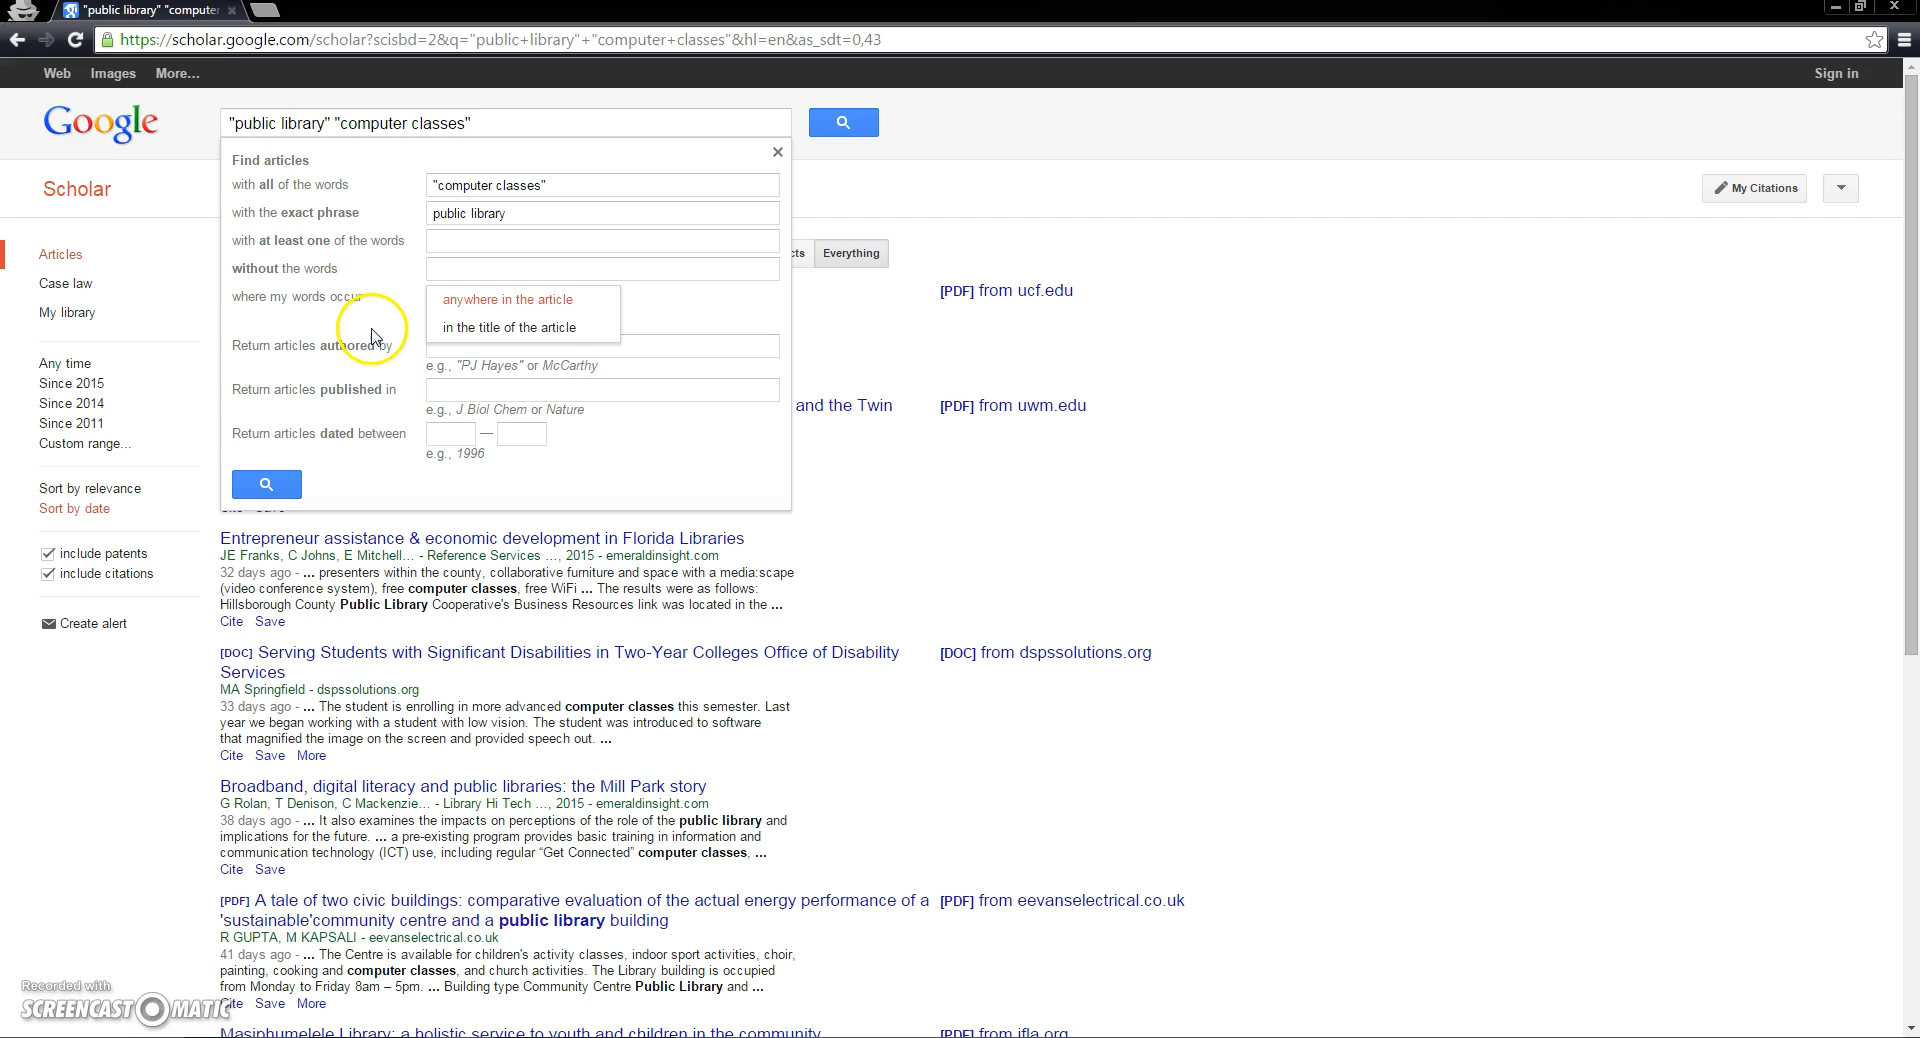 "public library" "computer
https://scholar.google.com/scholar?scisbd=2&q="public+library"+"computer+classes"&hl=en&as_sdt=0,43
Web Images More... Sign in
Google
"public library" "computer classes"
Find articles
with all of the words "computer classes"
with the exact phrase public library
with at least one of the words
without the words
where my words occur
anywhere in the article
in the title of the article
Return articles authored by
e.g., "PJ Hayes" or McCarthy
Return articles published in
e.g., J Biol Chem or Nature
Return articles dated between —
e.g., 1996
Scholar
My Citations
Articles
Case law
My library
Any time
Since 2015
Since 2014
Since 2011
Custom range...
Sort by relevance
Sort by date
include patents
include citations
Create alert
Everything
[PDF] from ucf.edu
and the Twin [PDF] from uwm.edu
Entrepreneur assistance & economic development in Florida Libraries
JE Franks, C Johns, E Mitchell... - Reference Services ..., 2015 - emeraldinsight.com
32 days ago - ... presenters within the county, collaborative furniture and space with a media:scape
(video conference system), free computer classes, free WiFi ... The results were as follows:
Hillsborough County Public Library Cooperative's Business Resources link was located in the ...
Cite Save
[DOC] Serving Students with Significant Disabilities in Two-Year Colleges Office of Disability
Services
[DOC] from dspssolutions.org
MA Springfield - dspssolutions.org
33 days ago - ... The student is enrolling in more advanced computer classes this semester. Last
year we began working with a student with low vision. The student was introduced to software
that magnified the image on the screen and provided speech out. ...
Cite Save More
Broadband, digital literacy and public libraries: the Mill Park story
G Rolan, T Denison, C Mackenzie... - Library Hi Tech ..., 2015 - emeraldinsight.com
38 days ago - ... It also examines the impacts on perceptions of the role of the public library and
implications for the future. ... a pre-existing program provides basic training in information and
communication technology (ICT) use, including regular “Get Connected” computer classes, ...
Cite Save
[PDF] A tale of two civic buildings: comparative evaluation of the actual energy performance of a
'sustainable'community centre and a public library building
[PDF] from eevanselectrical.co.uk
R GUPTA, M KAPSALI - eevanselectrical.co.uk
41 days ago - ... The Centre is available for children's activity classes, indoor sport activities, choir,
painting, cooking and computer classes, and church activities. The Library building is occupied
from Monday to Friday 8am – 5pm. ... Building type Community Centre Public Library and ...
Cite Save More
Masiphumelele Library: a holistic service to youth and children in the community
[PDF] from ifla.org
Recorded with
SCREENCAST MATIC